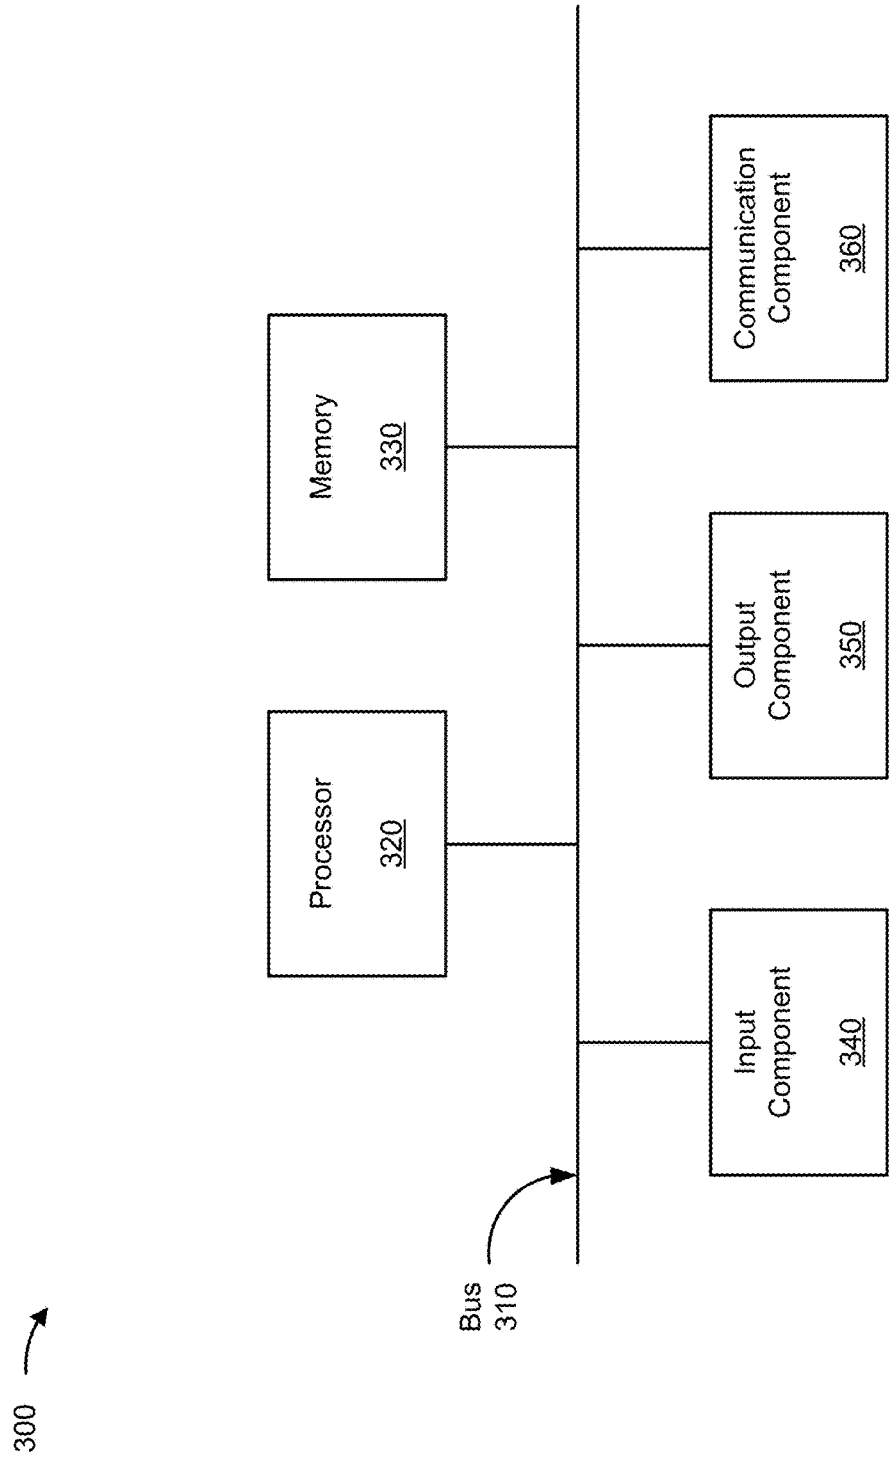 300
Processor
320
Memory
330
Bus
310
Input
Component
340
Output
Component
350
Communication
Component
360